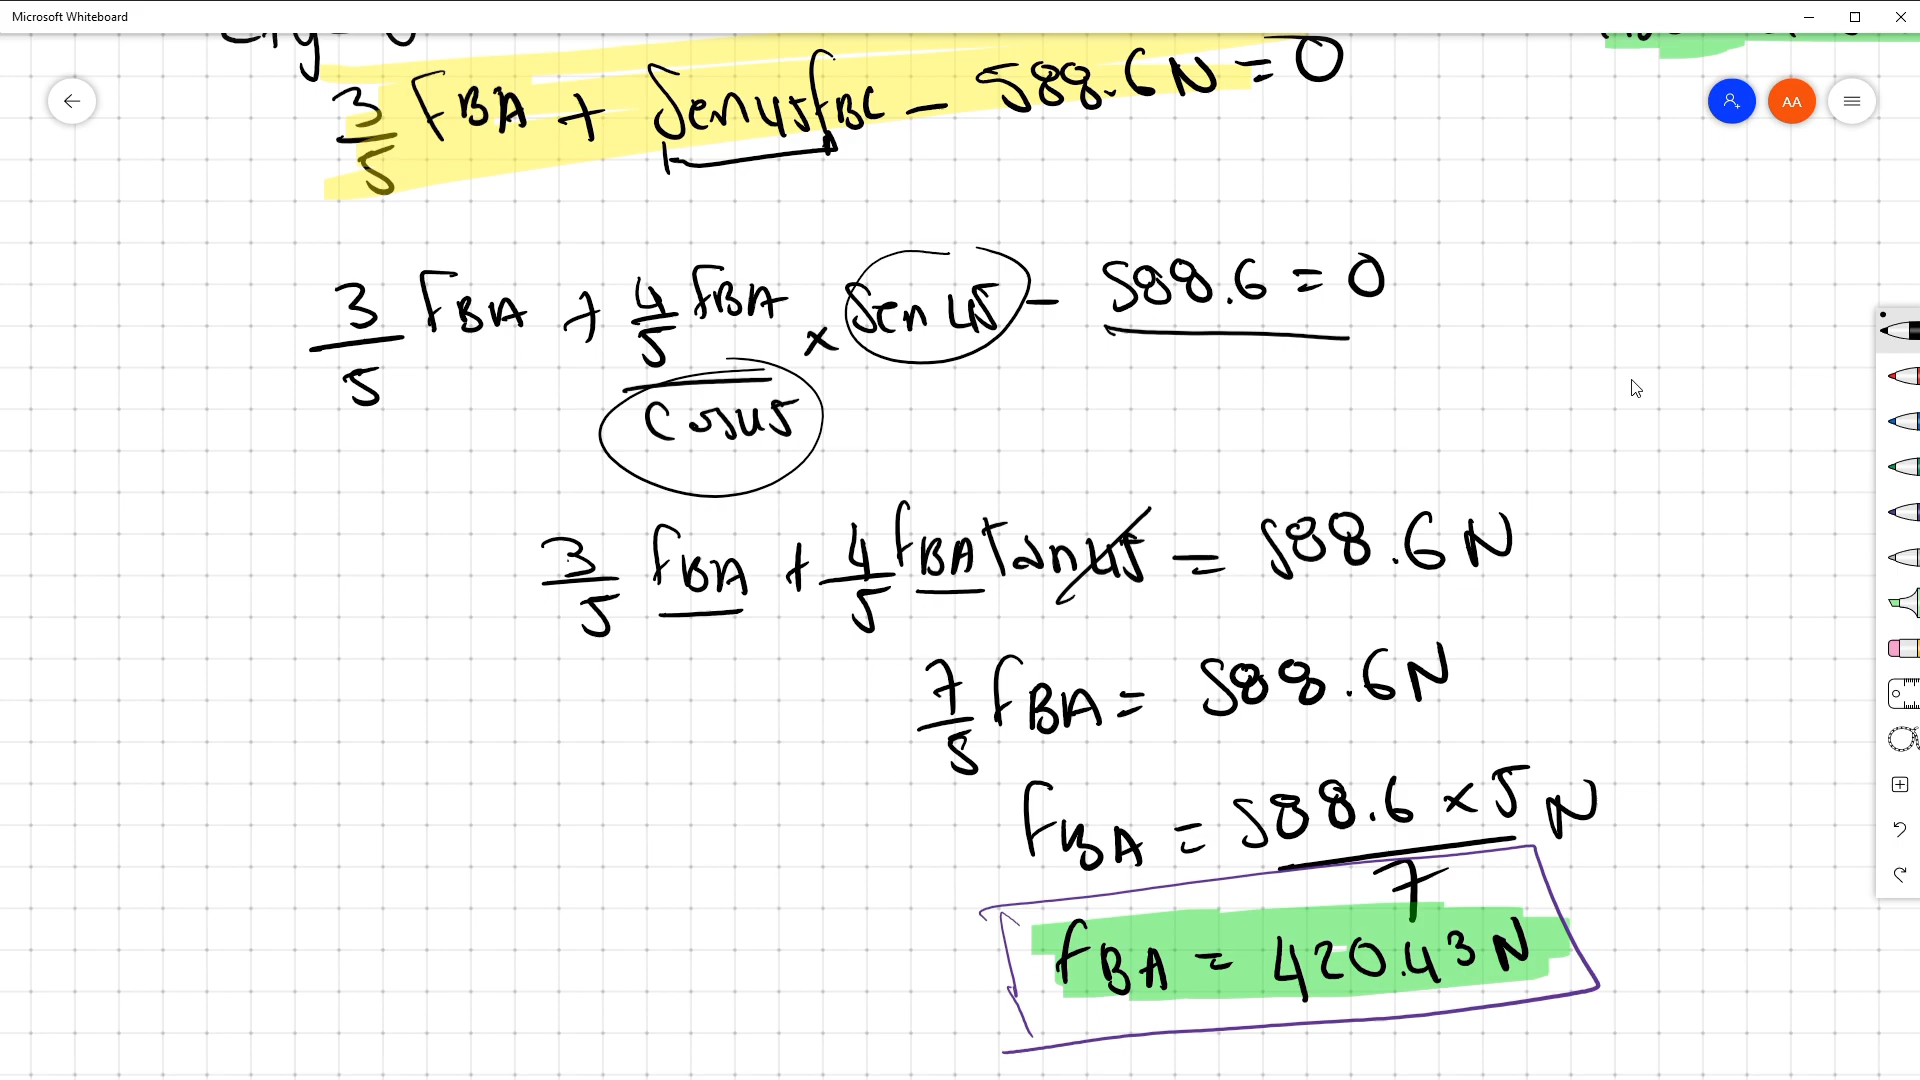 Microsoft Whiteboard
3/5 FBA + Sen45FBC - 588.6N = 0
AA
3/5 FBA + 4/5 FBA / Cos45 x Sen 45 - 588.6 = 0
3/5 FBA + 4/5 FBA Tan45 = 588.6 N
7/5 FBA = 588.6N
FBA = 588.6 x 5 / 7 N
FBA = 420.43 N